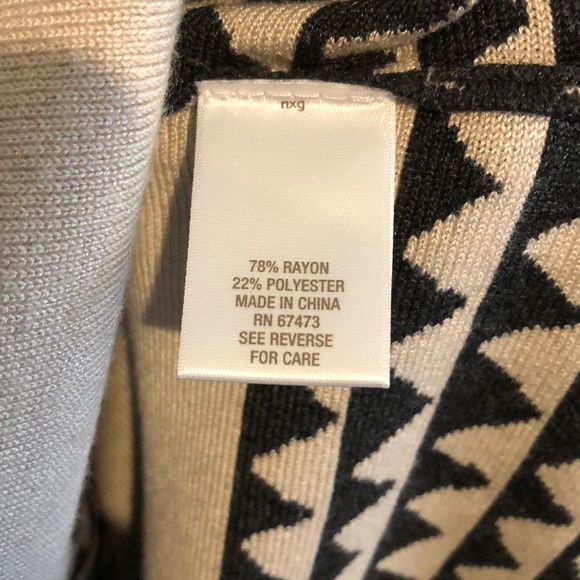 nxg
78% RAYON
22% POLYESTER
MADE IN CHINA
RN 67473
SEE REVERSE
FOR CARE